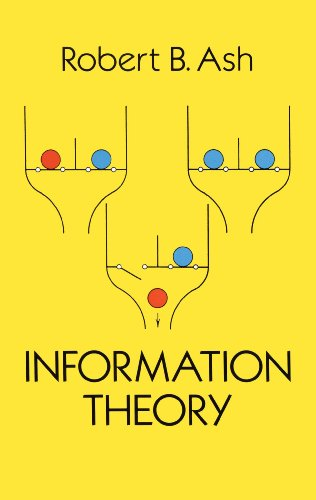 Robert B. Ash
INFORMATION
THEORY